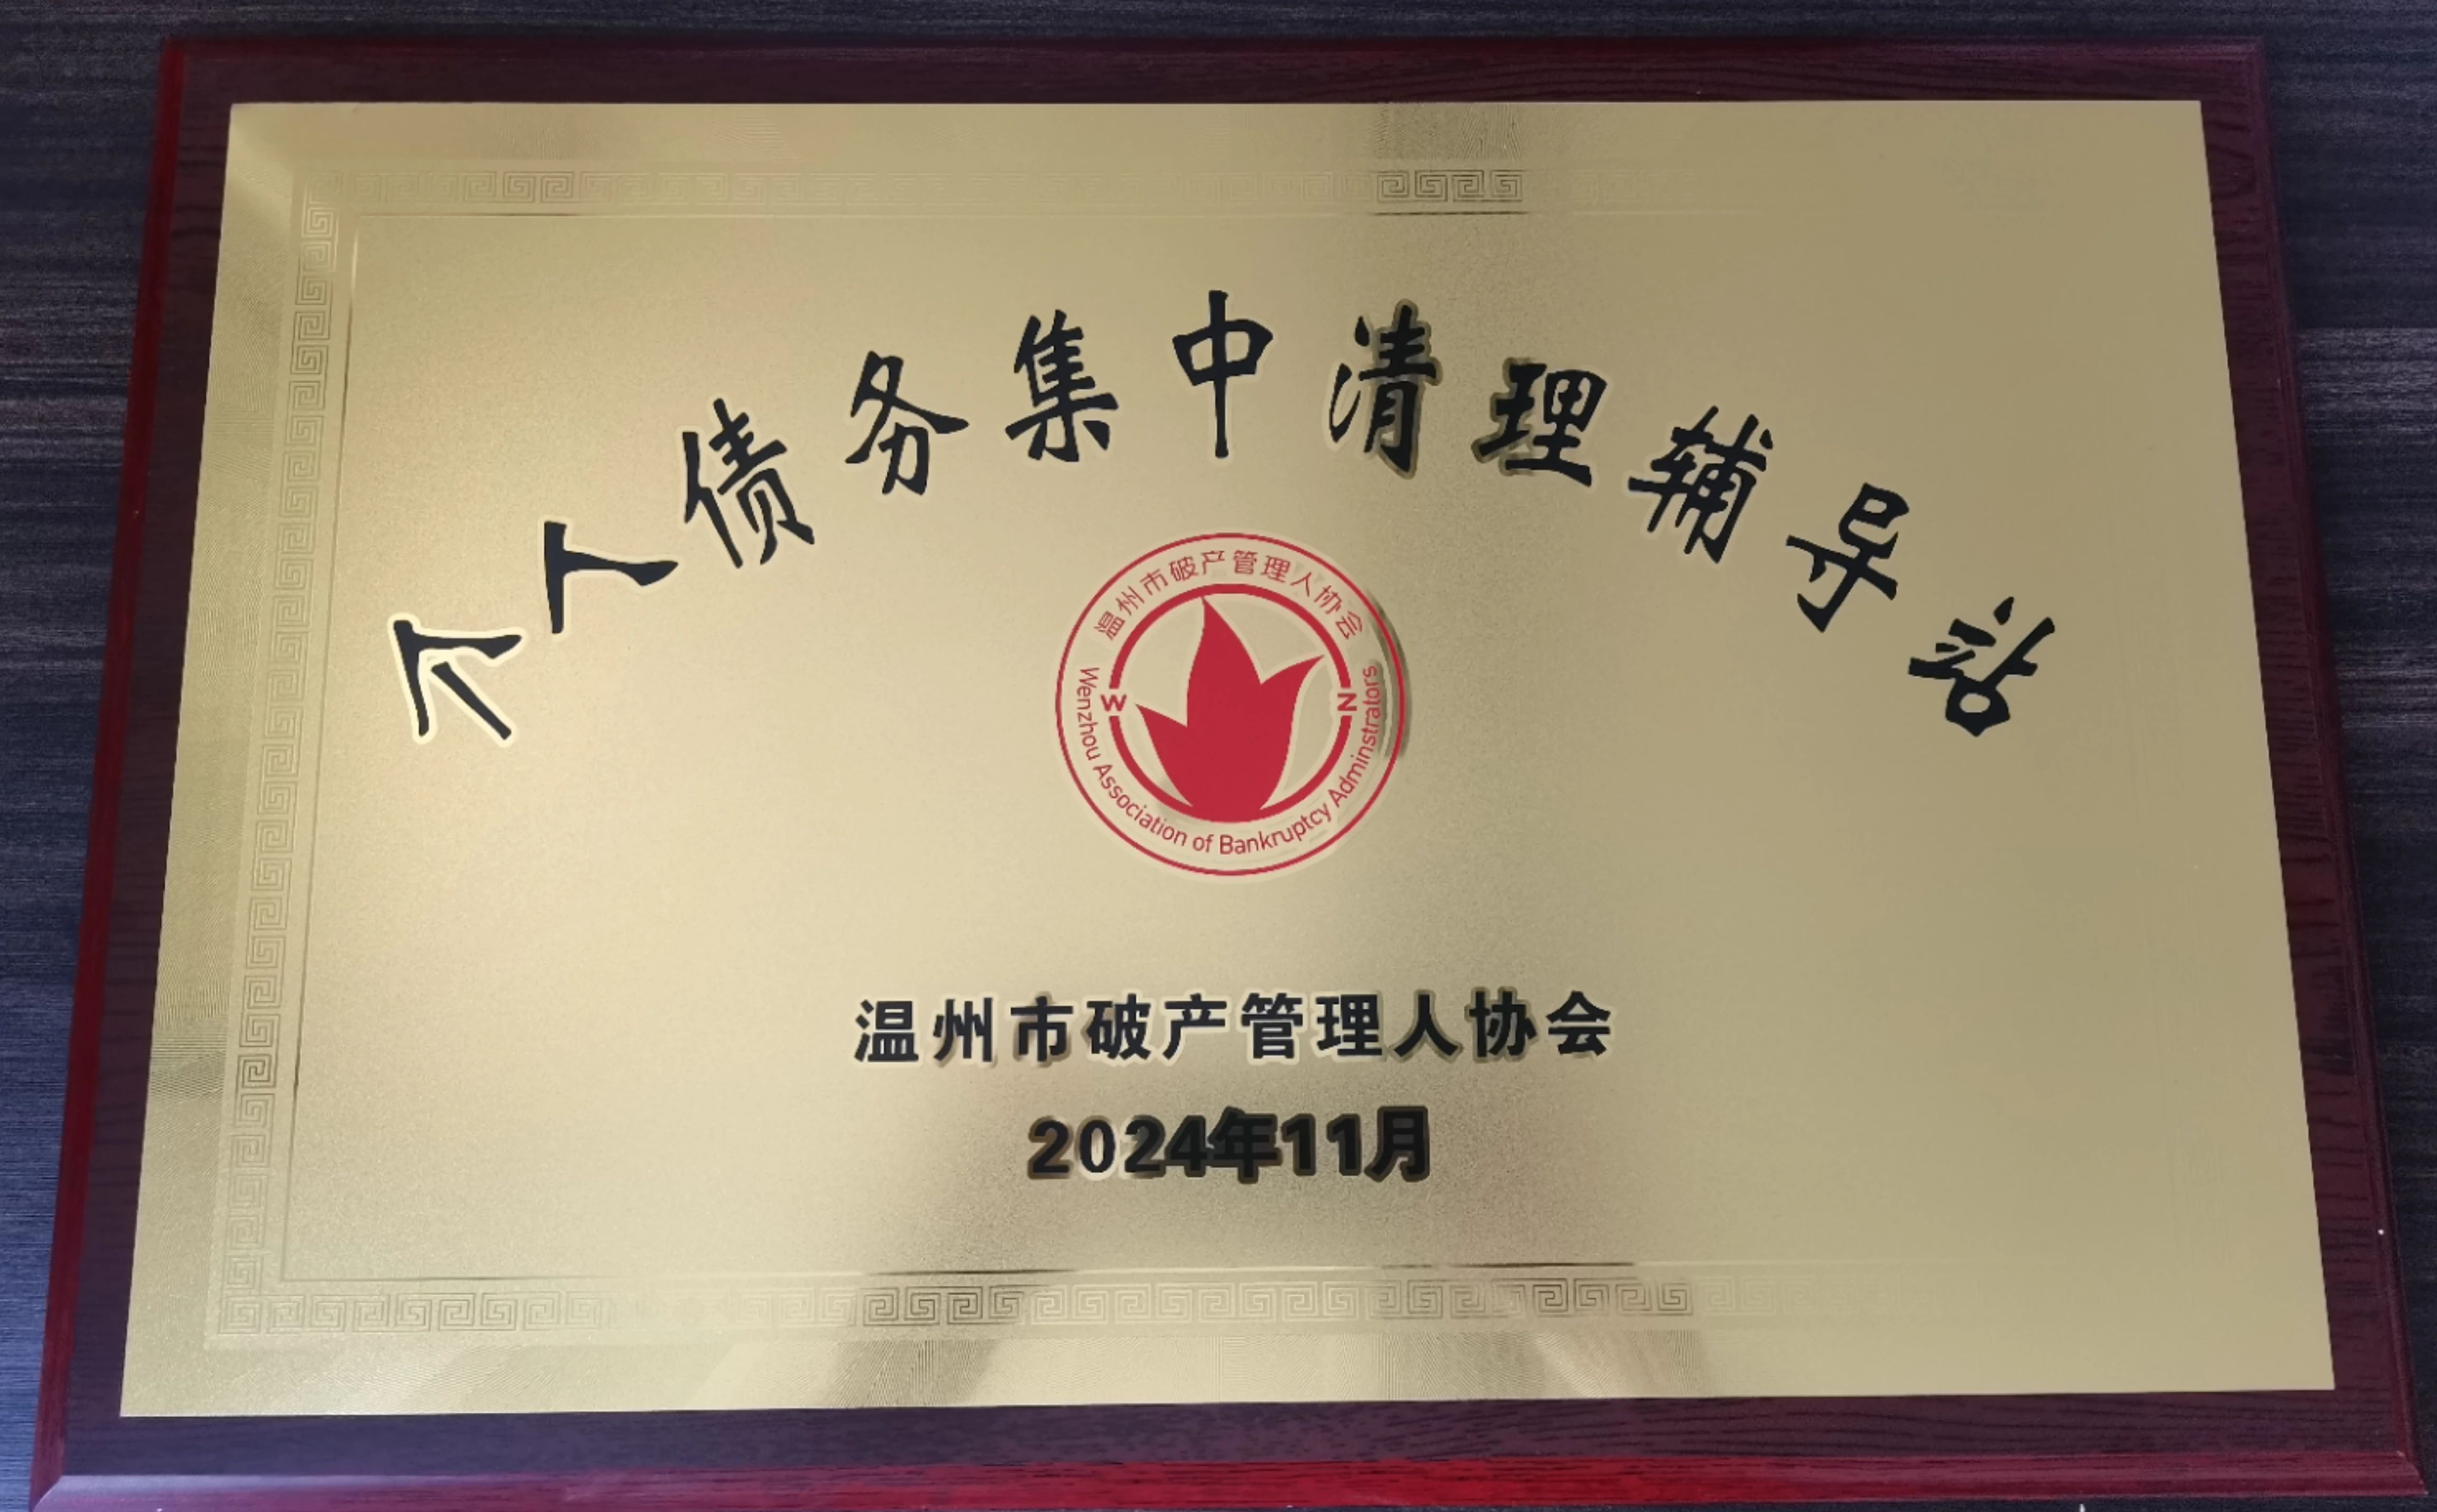 个人债务集中清理辅导站
温州市破产管理人协会
W N
Wenzhou Association of Bankruptcy Adminstrators
温州市破产管理人协会
2024年11月